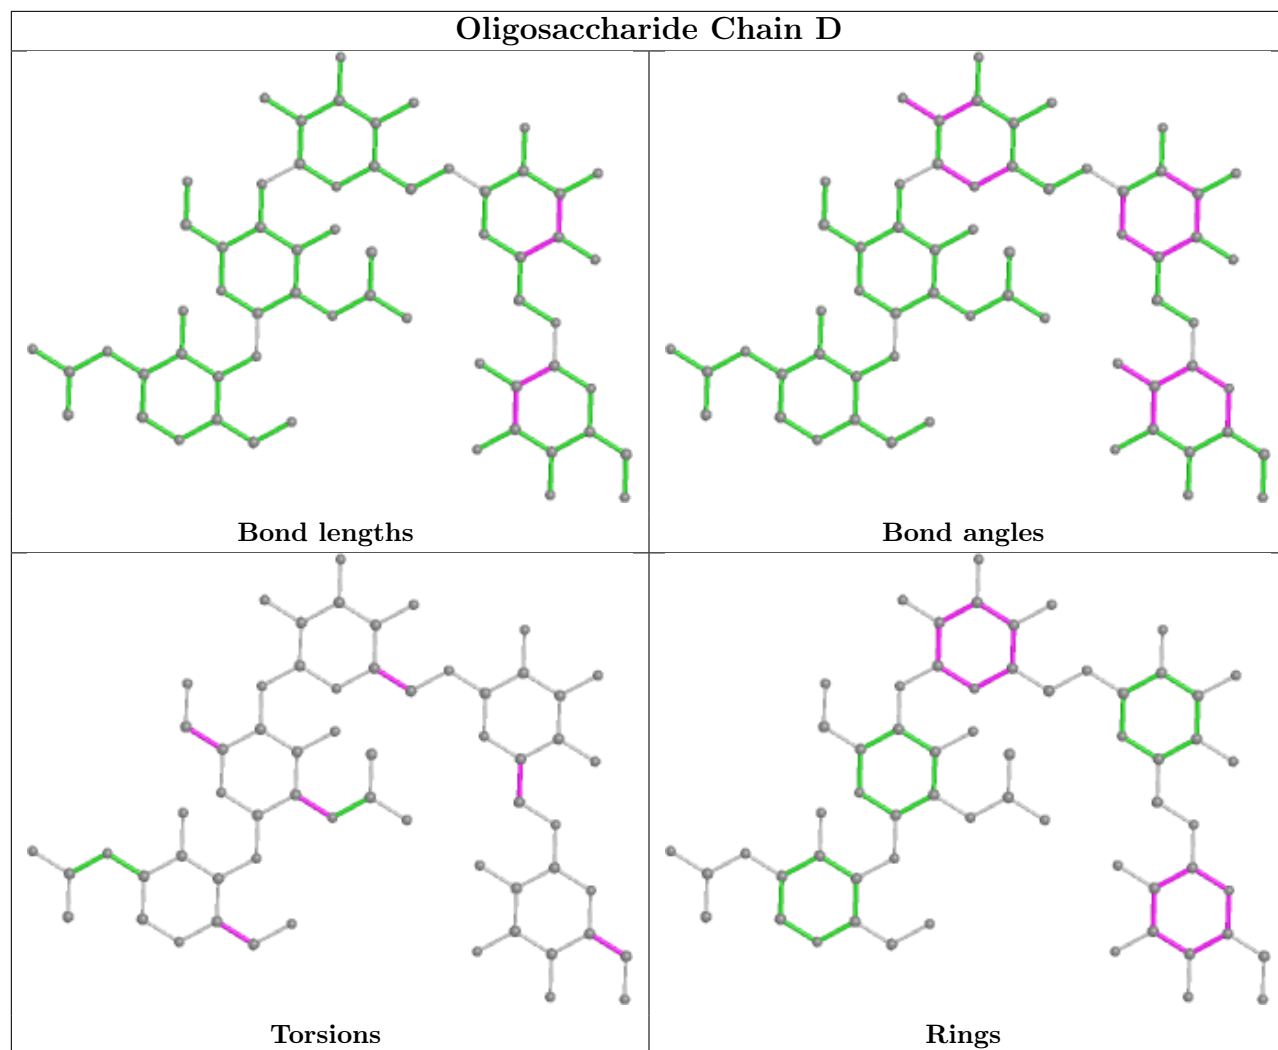 Oligosaccharide Chain D
Bond lengths
Bond angles
Torsions
Rings